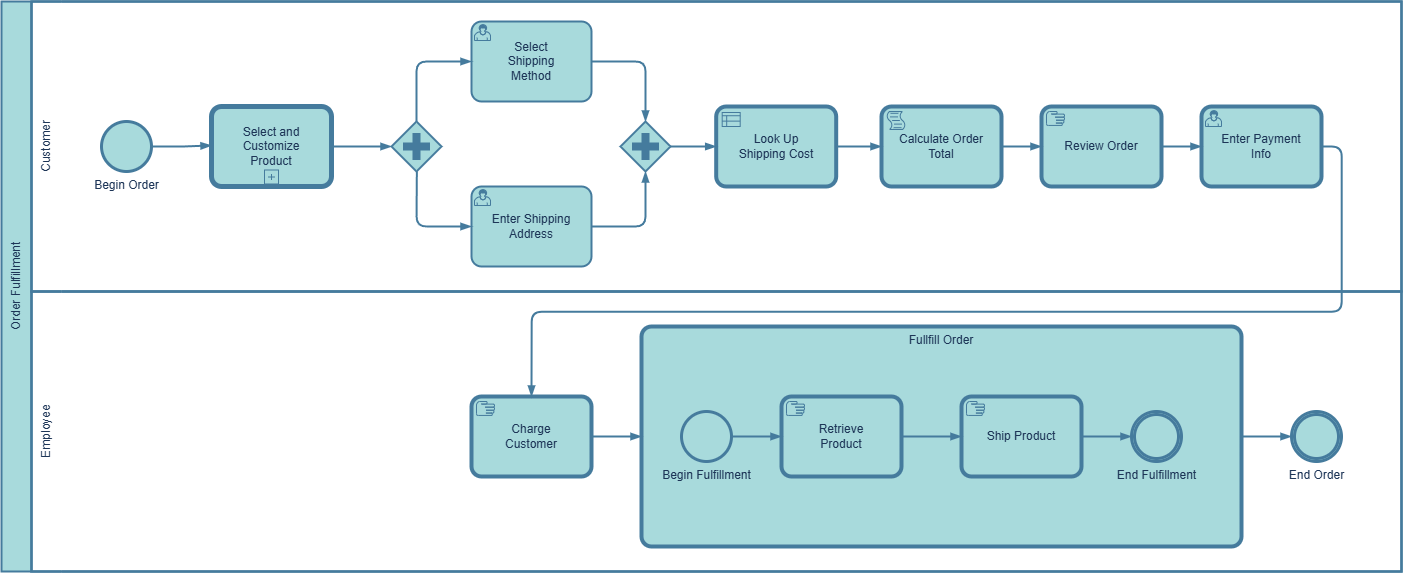 Order Fulfillment
Customer
Begin Order
Select and
Customize
Product
Select
Shipping
Method
Enter Shipping
Address
Look Up
Shipping Cost
Calculate Order
Total
Review Order
Enter Payment
Info
Employee
Charge
Customer
Fullfill Order
Begin Fulfillment
Retrieve
Product
Ship Product
End Fulfillment
End Order